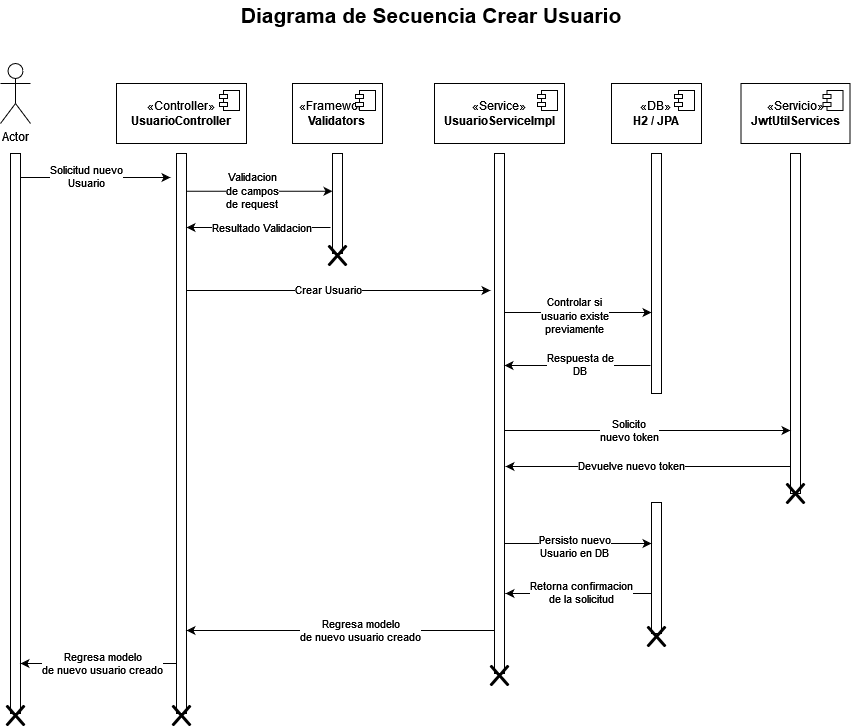 Diagrama de Secuencia Crear Usuario
Actor
«Controller»
UsuarioController
«Framewo
Validators
«Service»
UsuarioServiceImpl
«DB»
H2 / JPA
«Servicio»
JwtUtilServices
Solicitud nuevo
Usuario
Validacion
de campos
de request
Resultado Validacion
Crear Usuario
Controlar si
usuario existe
previamente
Respuesta de
DB
Solicito
nuevo token
Devuelve nuevo token
Persisto nuevo
Usuario en DB
Retorna confirmacion
de la solicitud
Regresa modelo
de nuevo usuario creado
Regresa modelo
de nuevo usuario creado